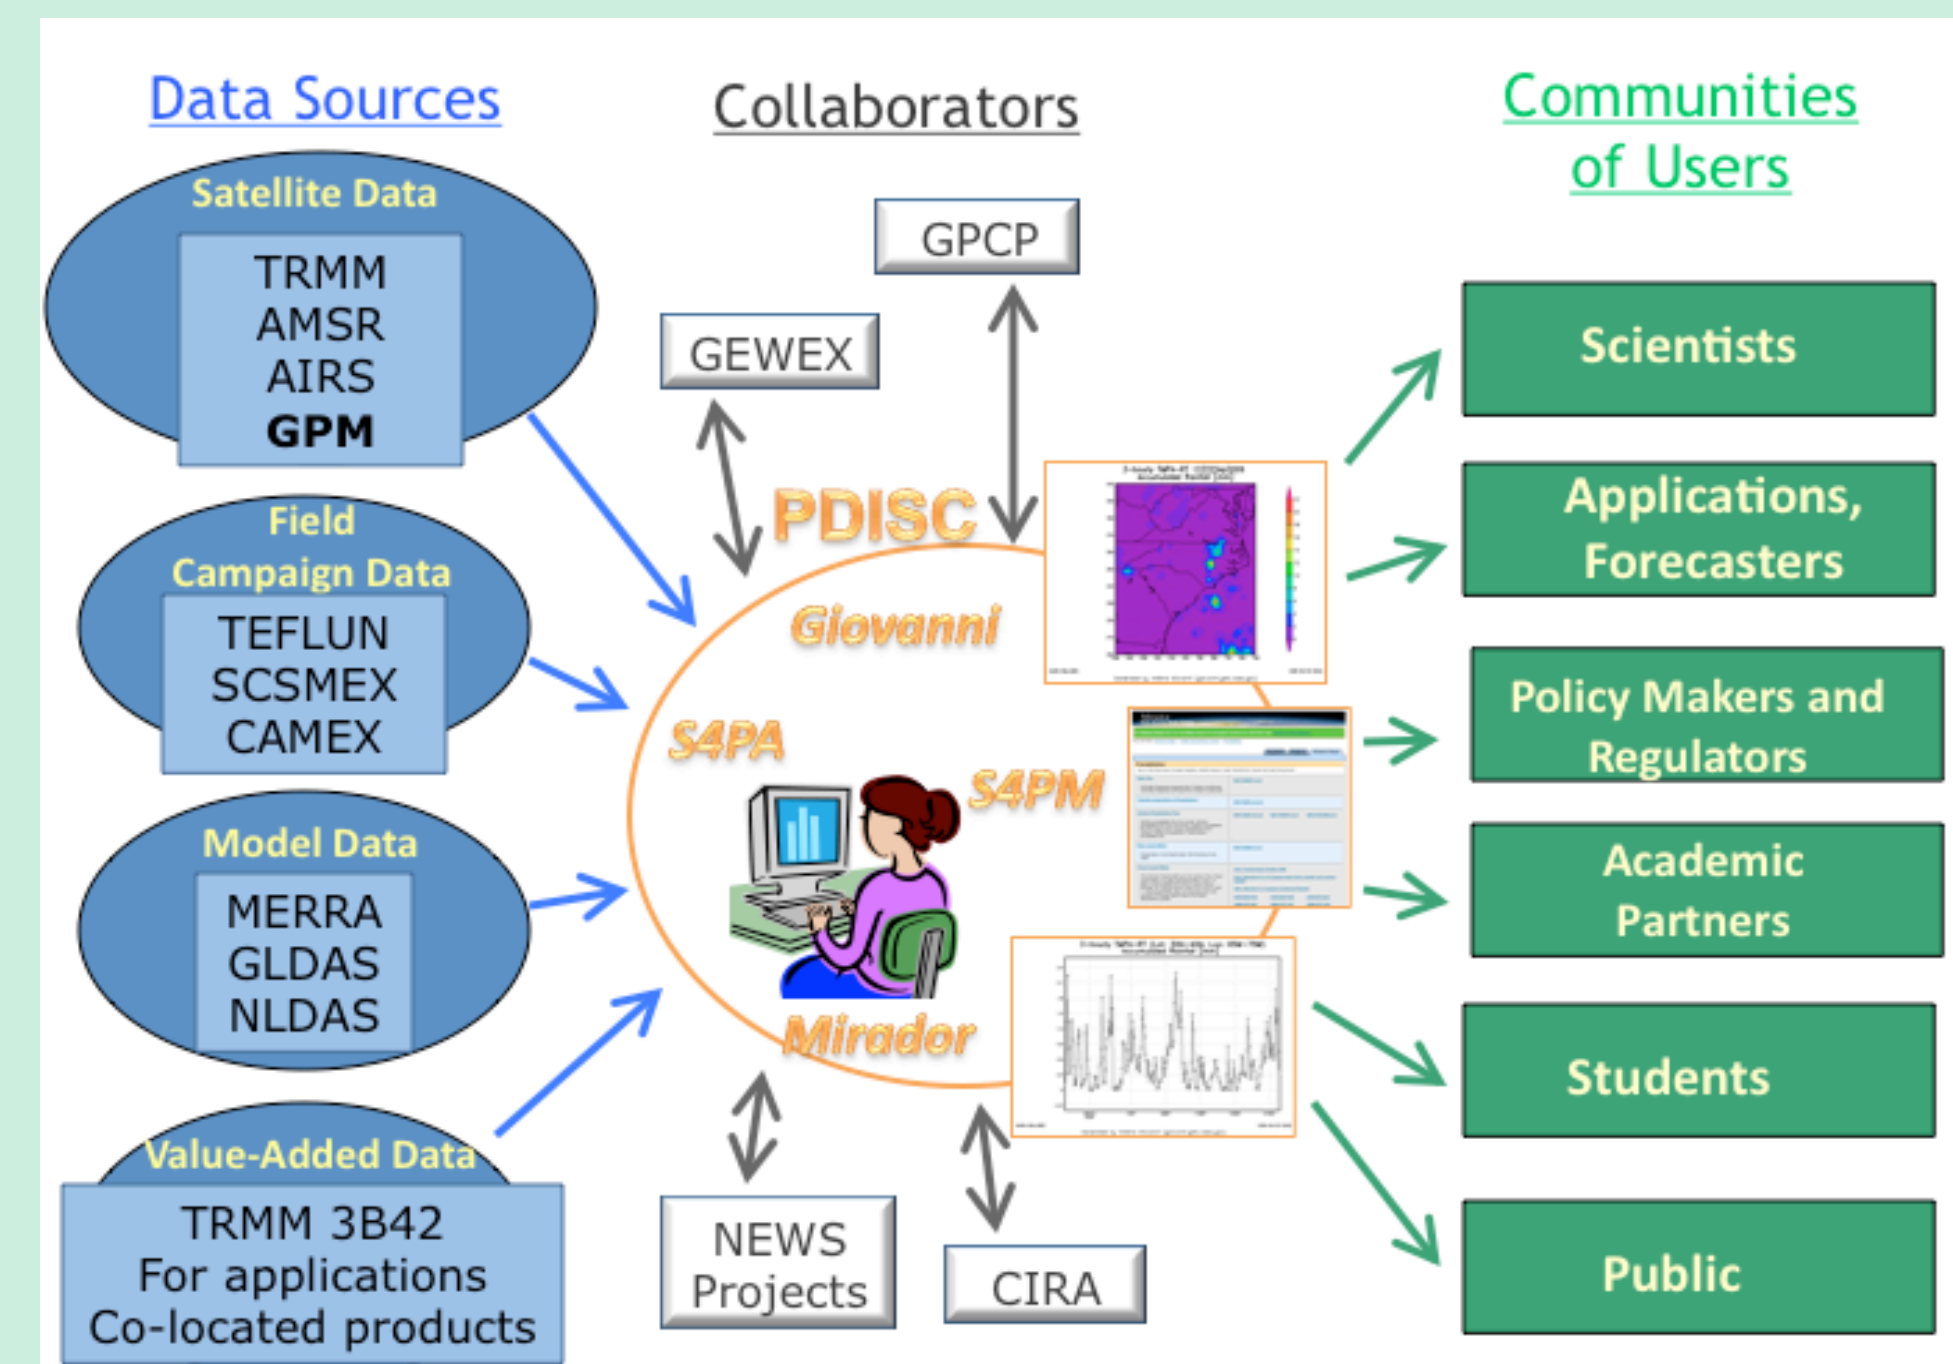 Data Sources
Satellite Data
TRMM
AMSR
AIRS
GPM
Field
Campaign Data
TEFLUN
SCSMEX
CAMEX
Model Data
MERRA
GLDAS
NLDAS
Value-Added Data
TRMM 3B42
For applications
Co-located products
Collaborators
GPCP
GEWEX
PDISC
Giovanni
S4PA
S4PM
Mirador
NEWS
Projects
CIRA
Communities
of Users
Scientists
Applications,
Forecasters
Policy Makers and
Regulators
Academic
Partners
Students
Public